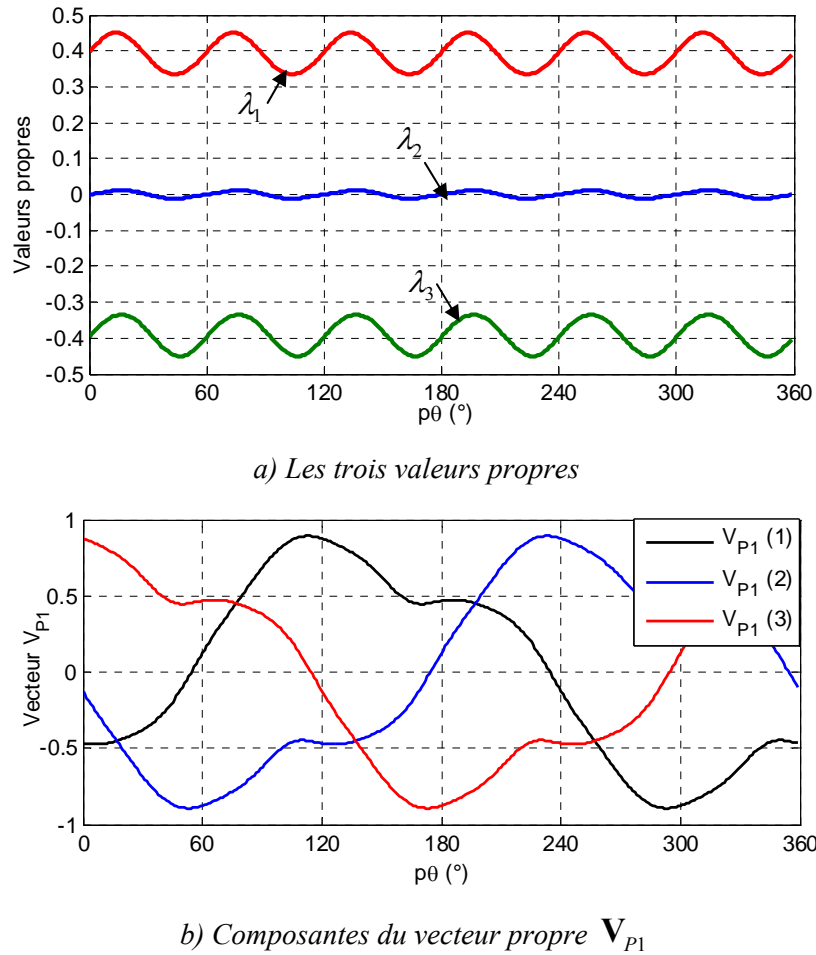 0.5
0.4
0.3
0.2
0.1
0
-0.1
-0.2
-0.3
-0.4
-0.5
Valeurs propres
λ1
λ2
λ3
0 60 120 180 240 300 360
pθ (°)
a) Les trois valeurs propres
1
0.5
0
-0.5
-1
Vecteur VP1
VP1 (1)
VP1 (2)
VP1 (3)
0 60 120 180 240 300 360
pθ (°)
b) Composantes du vecteur propre VP1